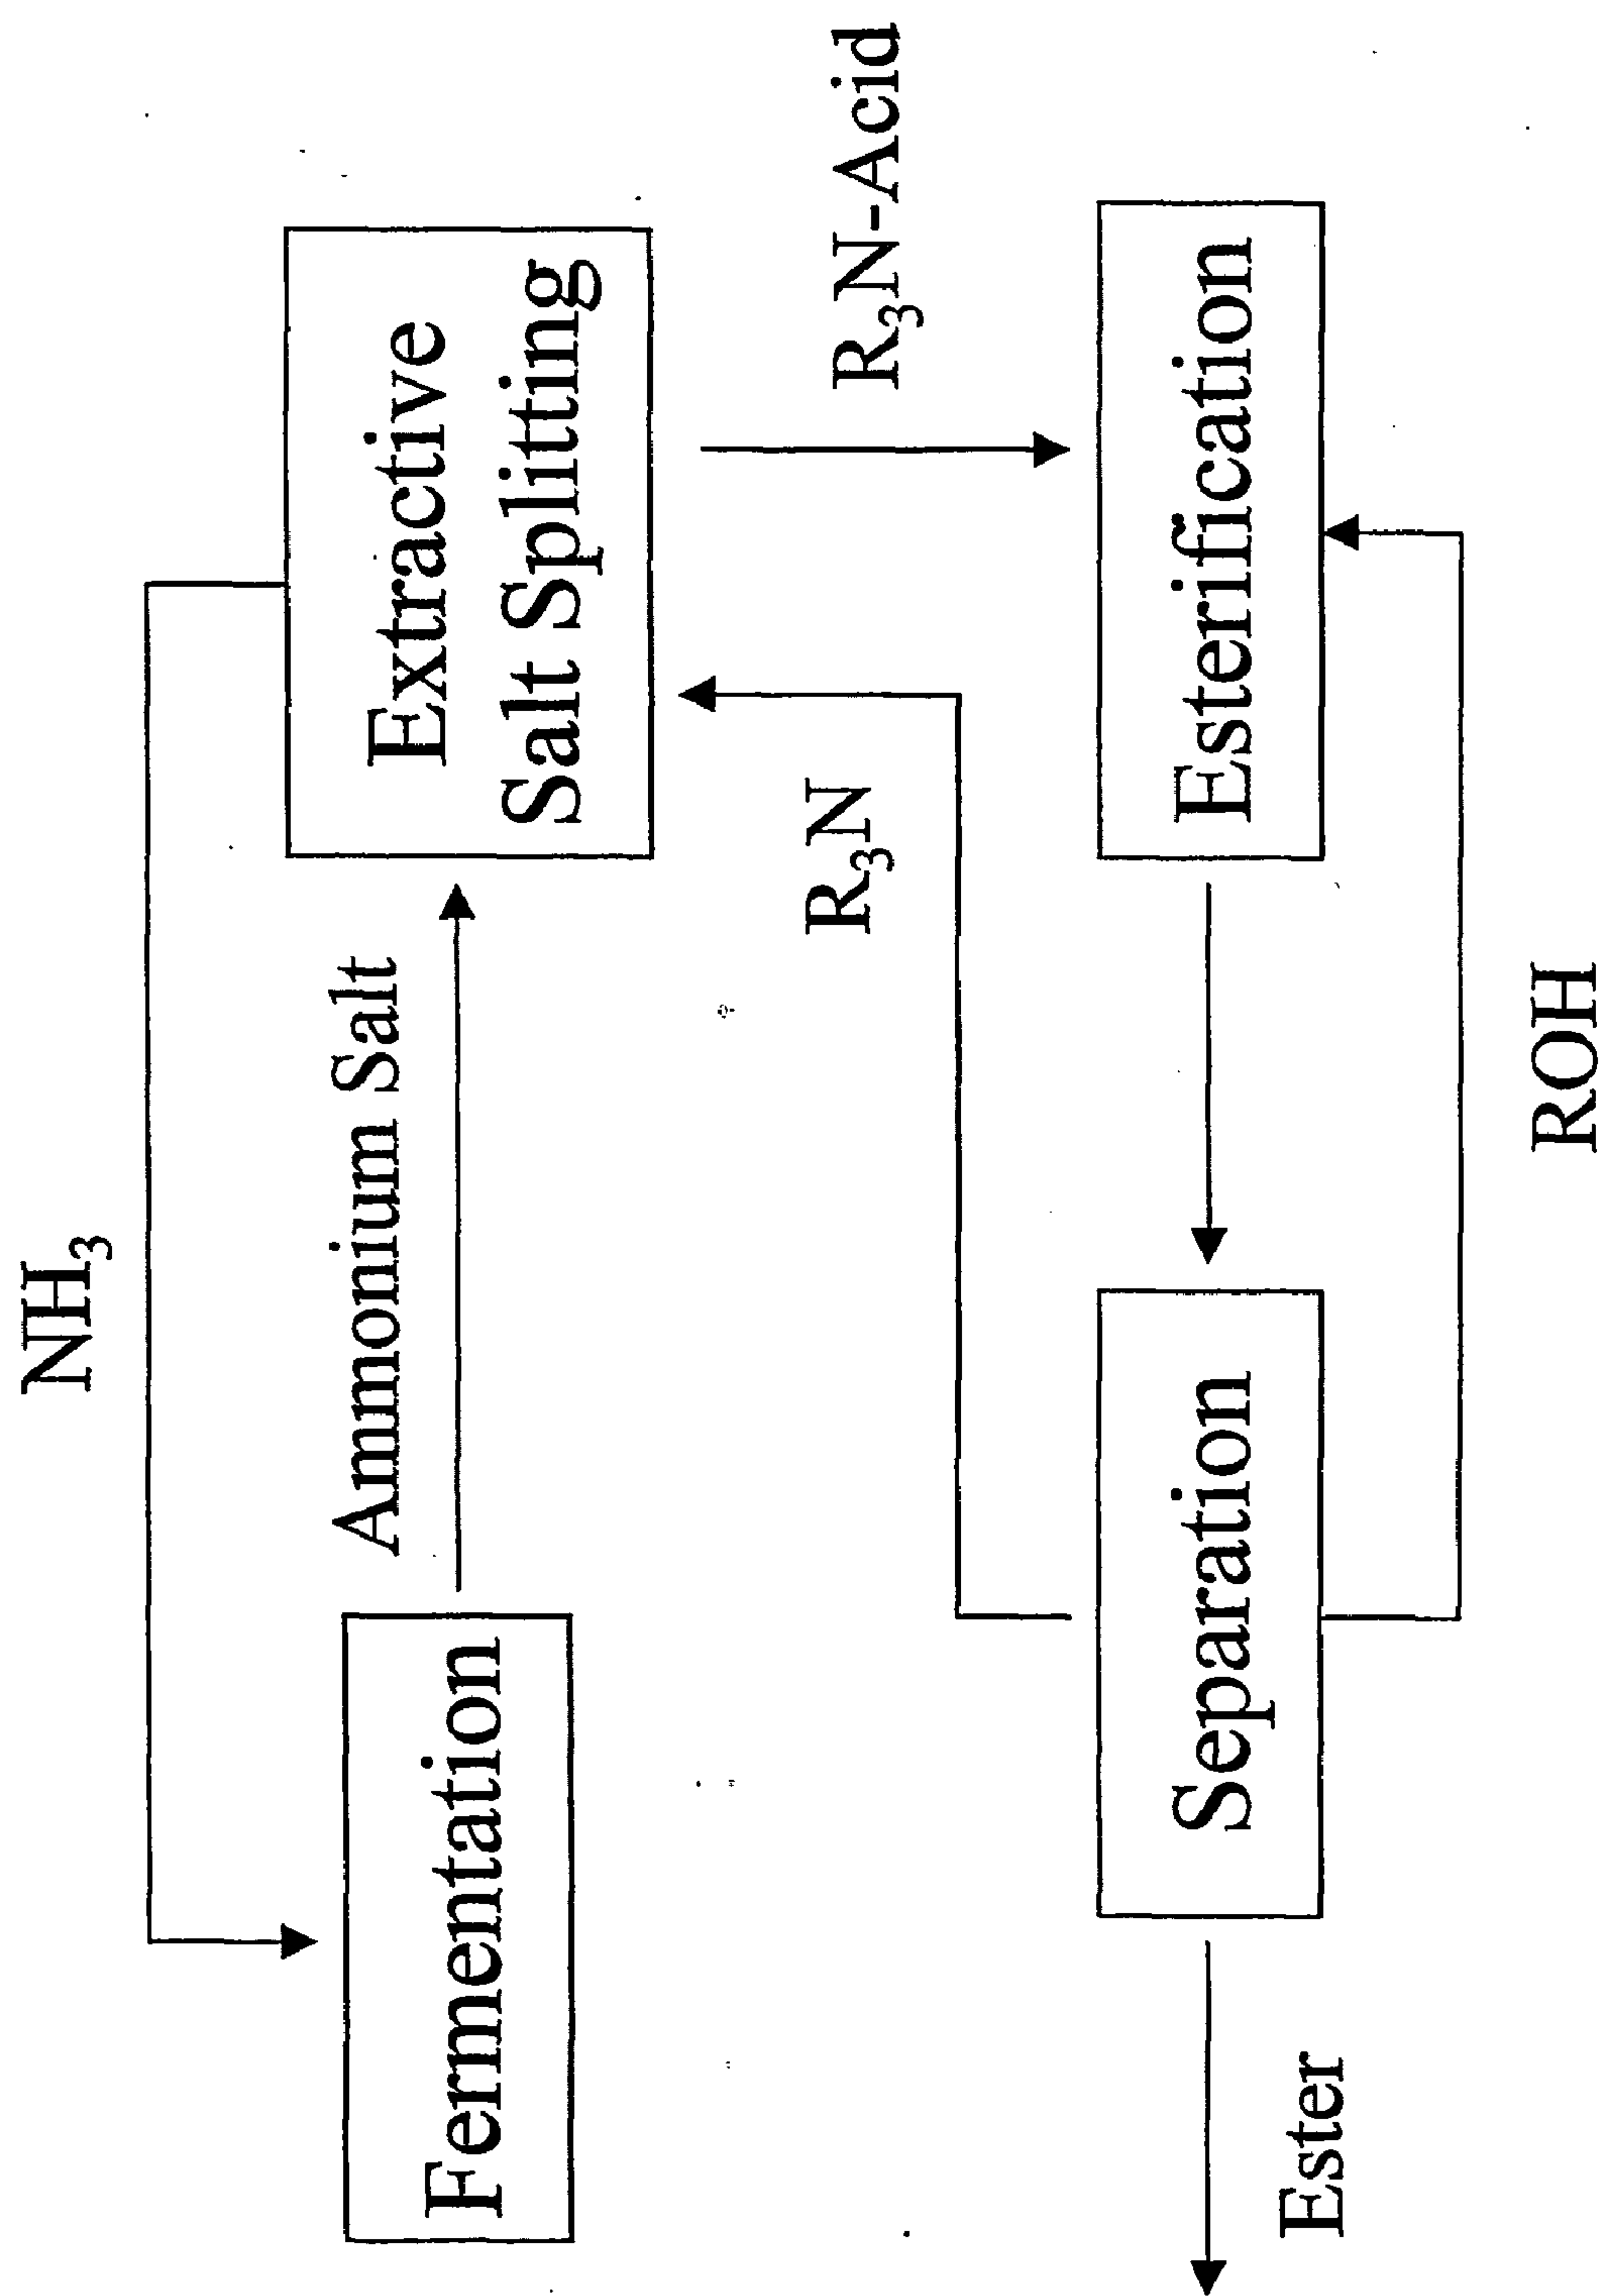 NH₃
Fermentation
Ammonium Salt
Extractive
Salt Splitting
R₃N
R₃N-Acid
Separation
Esterification
Ester
ROH